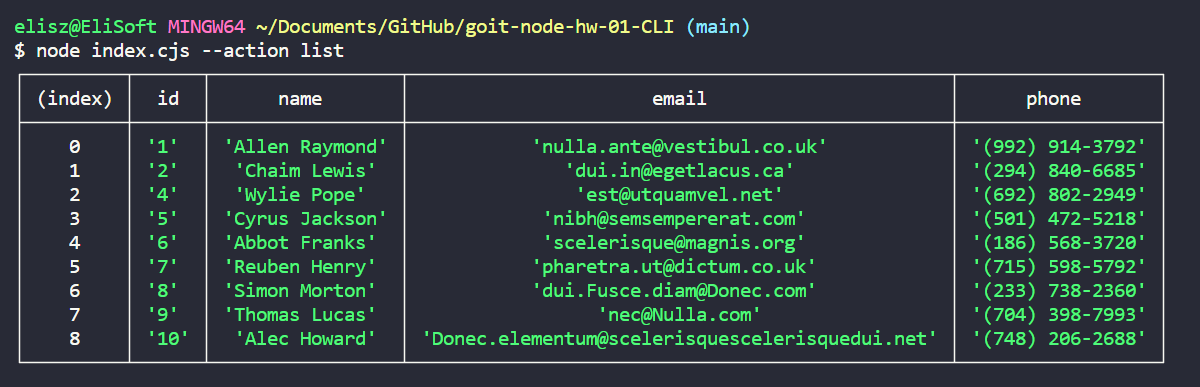 elisz@EliSoft MINGW64 ~/Documents/GitHub/goit-node-hw-01-CLI (main)
$ node index.cjs --action list
(index) id name email phone
0 '1' 'Allen Raymond' 'nulla.ante@vestibul.co.uk' '(992) 914-3792'
1 '2' 'Chaim Lewis' 'dui.in@egetlacus.ca' '(294) 840-6685'
2 '4' 'Wylie Pope' 'est@utquamvel.net' '(692) 802-2949'
3 '5' 'Cyrus Jackson' 'nibh@semsempererat.com' '(501) 472-5218'
4 '6' 'Abbot Franks' 'scelerisque@magnis.org' '(186) 568-3720'
5 '7' 'Reuben Henry' 'pharetra.ut@dictum.co.uk' '(715) 598-5792'
6 '8' 'Simon Morton' 'dui.Fusce.diam@Donec.com' '(233) 738-2360'
7 '9' 'Thomas Lucas' 'nec@Nulla.com' '(704) 398-7993'
8 '10' 'Alec Howard' 'Donec.elementum@scelerisquescelerisquedui.net' '(748) 206-2688'